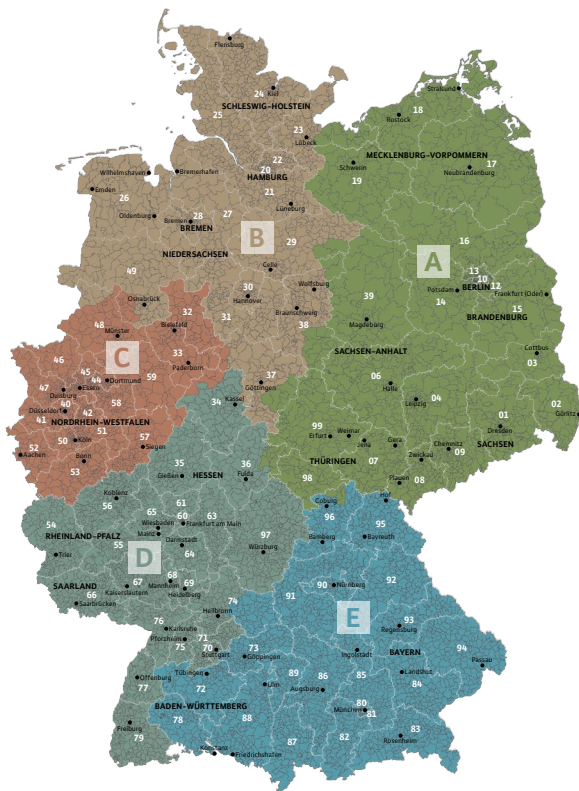 Flensburg
Stralsund
24
Kiel
SCHLESWIG-HOLSTEIN
25
18
Rostock
23
Lübeck
MECKLENBURG-VORPOMMERN
22
Schwerin
17
Neubrandenburg
20
HAMBURG
19
Wilhelmshaven
Bremerhaven
Emden
26
21
Lüneburg
Oldenburg
28
27
Bremen
BREMEN
B
29
16
NIEDERSACHSEN
A
Celle
13
10
BERLIN
12
49
30
Hannover
Wolfsburg
39
Potsdam
14
Frankfurt (Oder)
Osnabrück
32
31
Braunschweig
38
15
BRANDENBURG
48
Münster
Bielefeld
Magdeburg
SACHSEN-ANHALT
Cottbus
03
46
C
33
Paderborn
45
44
Dortmund
59
37
Göttingen
06
Halle
47
Duisburg
Essen
40
58
34
Kassel
04
Leipzig
02
Görlitz
Düsseldorf
42
41
NORDRHEIN-WESTFALEN
51
99
Erfurt
Weimar
Jena
Gera
01
Dresden
SACHSEN
50
Köln
57
Siegen
Chemnitz
09
52
Aachen
Bonn
53
HESSEN
THÜRINGEN
07
Zwickau
35
Gießen
36
Fulda
98
Plauen
08
Koblenz
56
61
Coburg
Hof
54
65
60
63
Wiesbaden
Frankfurt am Main
96
95
RHEINLAND-PFALZ
Mainz
97
Bamberg
Bayreuth
55
Darmstadt
Würzburg
Trier
D
64
SAARLAND
67
Kaiserslautern
68
Mannheim
69
Heidelberg
91
90
Nürnberg
92
66
Saarbrücken
74
Heilbronn
E
93
Regensburg
76
Karlsruhe
Pforzheim
75
71
70
Stuttgart
73
Göppingen
Ingolstadt
BAYERN
94
Passau
Offenburg
77
Tübingen
72
89
Ulm
86
Augsburg
85
Landshut
84
BADEN-WÜRTTEMBERG
80
München
81
Freiburg
79
78
88
83
Rosenheim
82
Konstanz
Friedrichshafen
87